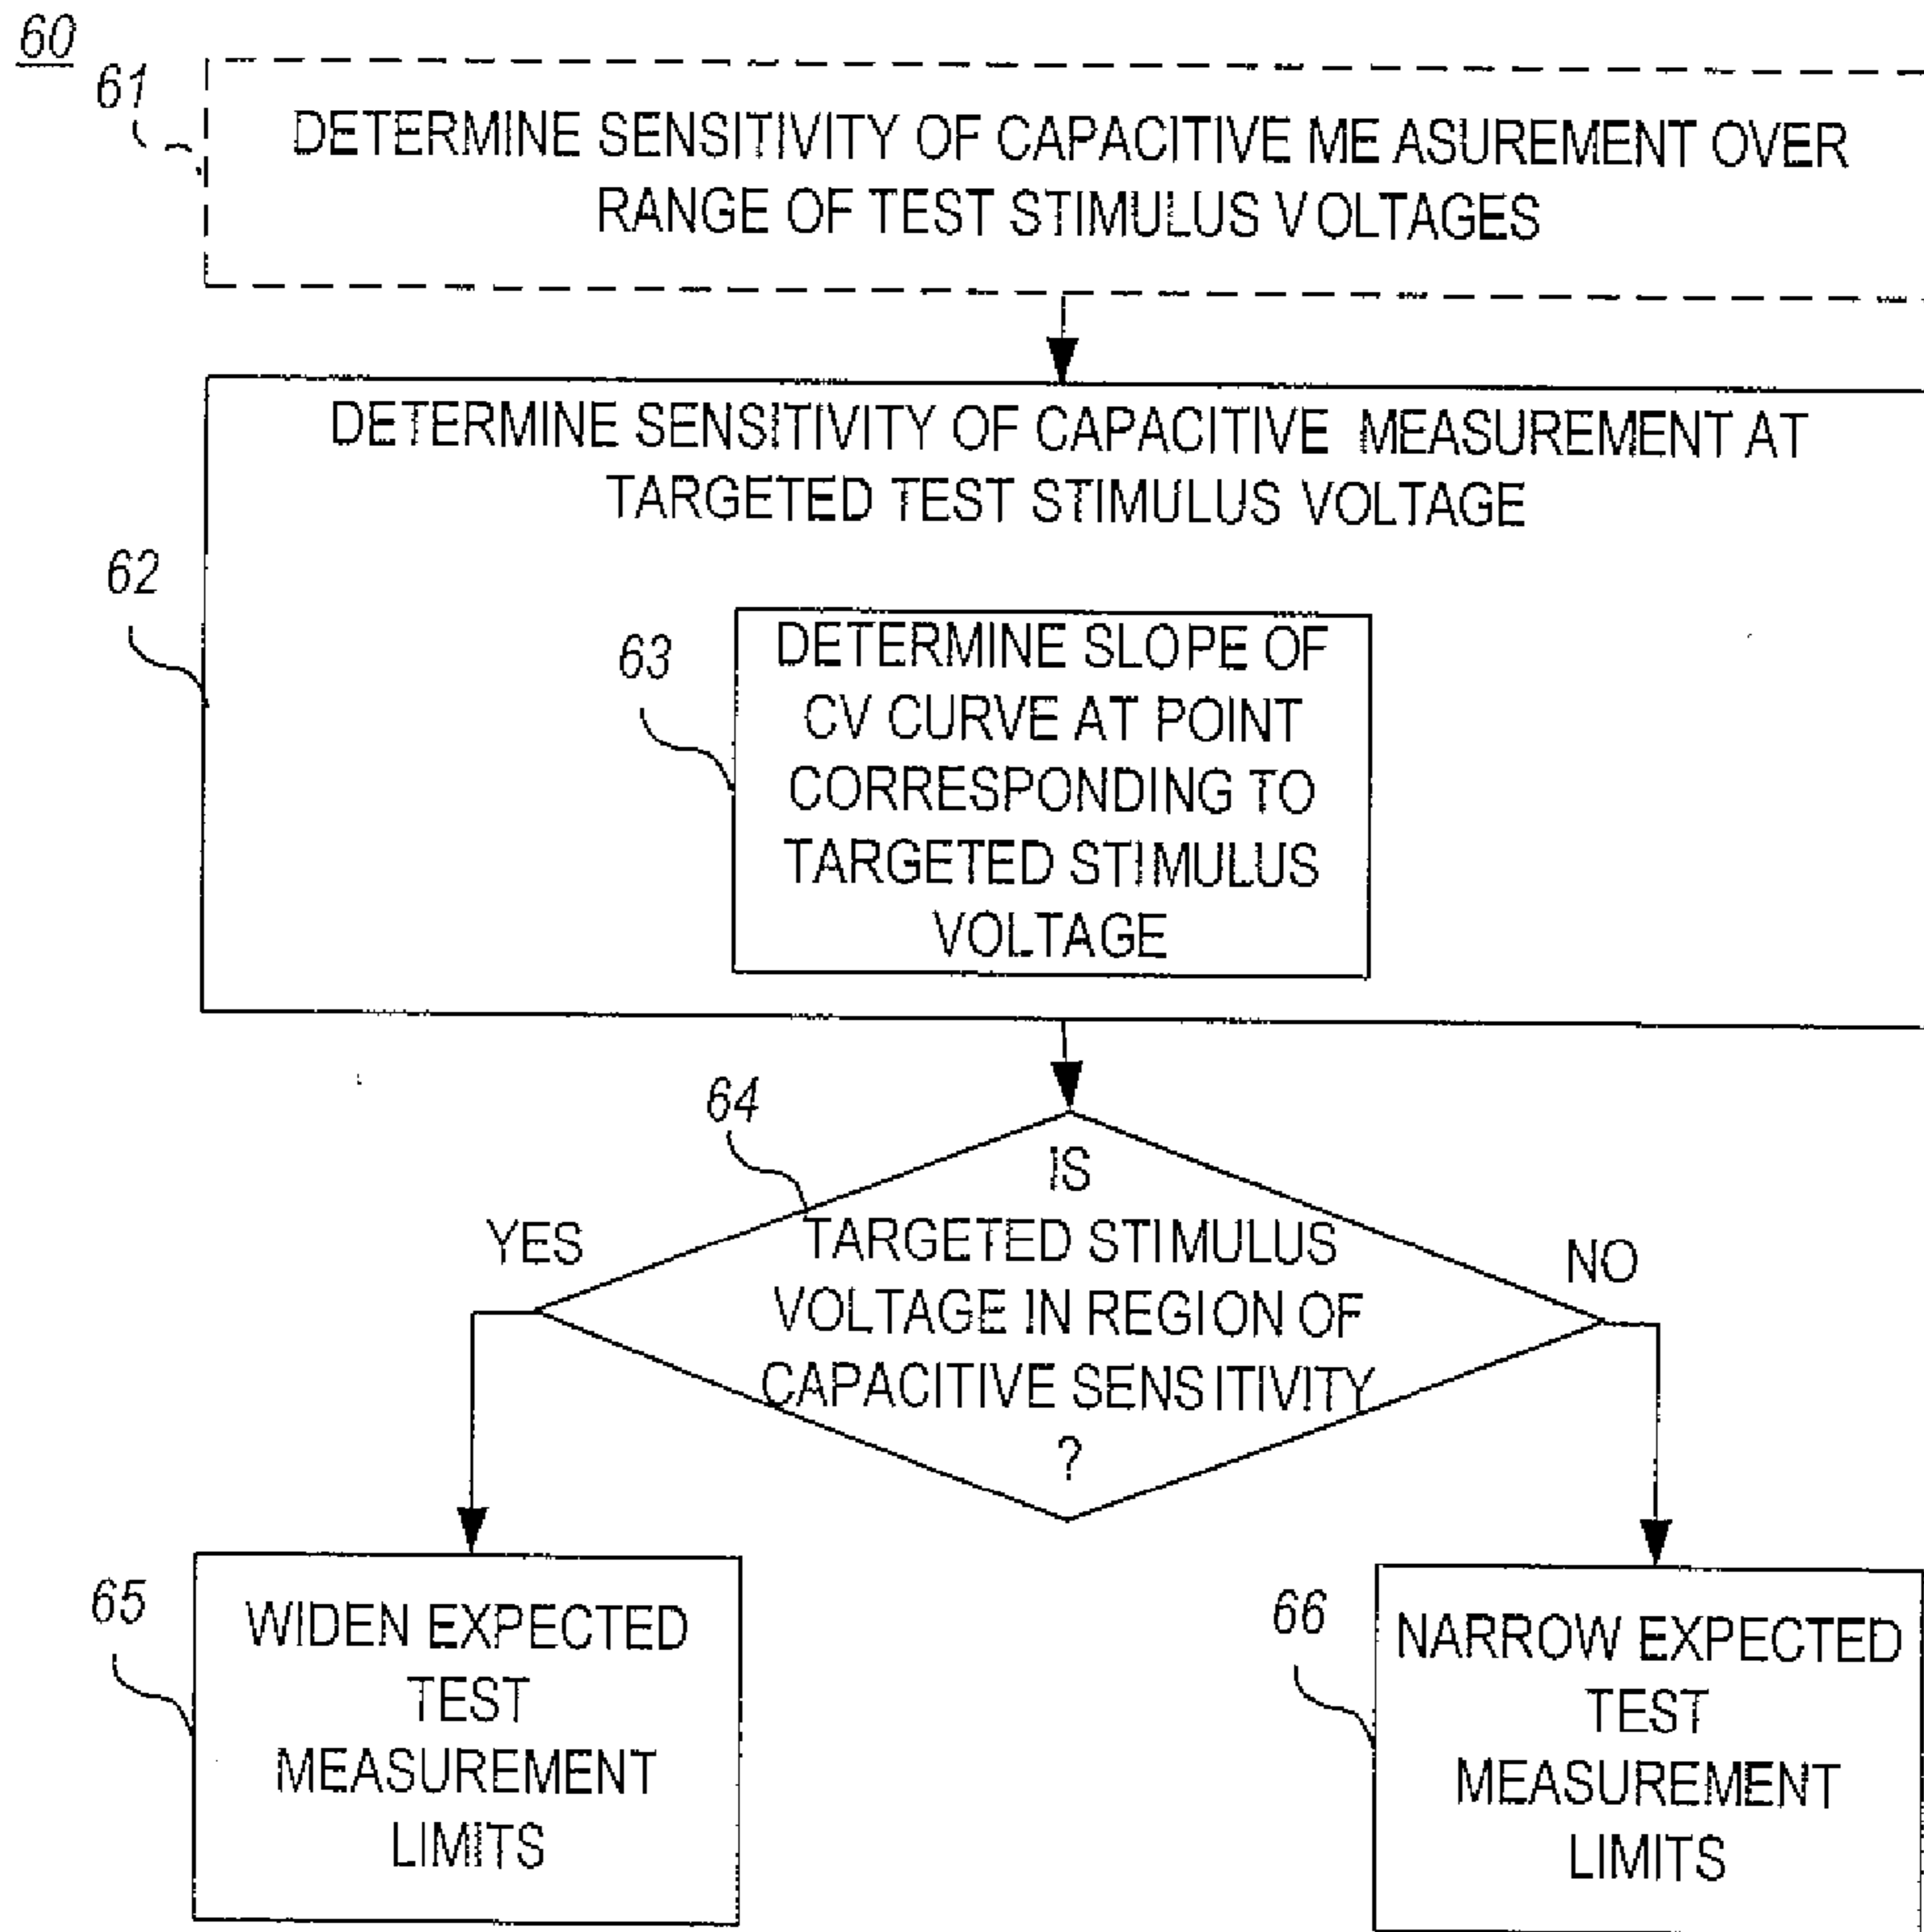 60
61
DETERMINE SENSITIVITY OF CAPACITIVE ME ASUREMENT OVER
RANGE OF TEST STIMULUS VOLTAGES
DETERMINE SENSITIVITY OF CAPACITIVE MEASUREMENT AT
TARGETED TEST STIMULUS VOLTAGE
62
63
DETERMINE SLOPE OF
CV CURVE AT POINT
CORRESPONDING TO
TARGETED STIMULUS
VOLTAGE
64
IS
TARGETED STIMULUS
VOLTAGE IN REGION OF
CAPACITIVE SENSITIVITY
?
YES
NO
65
WIDEN EXPECTED
TEST
MEASUREMENT
LIMITS
66
NARROW EXPECTED
TEST
MEASUREMENT
LIMITS